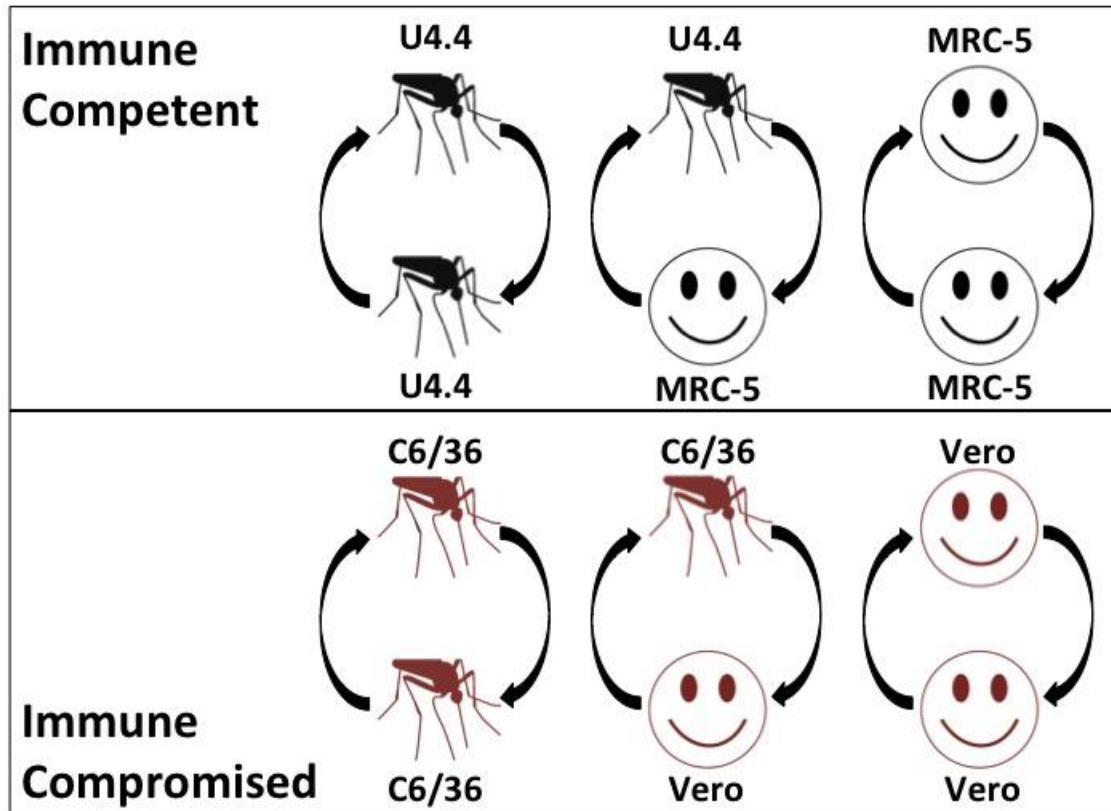 Immune
Competent
U4.4
U4.4
MRC-5
U4.4
MRC-5
MRC-5
Immune
Compromised
C6/36
C6/36
Vero
C6/36
Vero
Vero